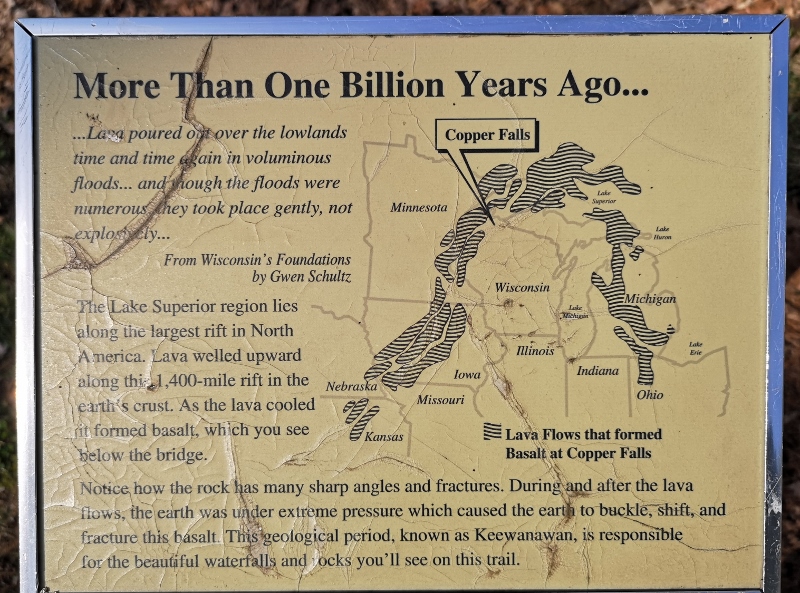 More Than One Billion Years Ago...
...Lava poured out over the lowlands
time and time again in voluminous
floods... and though the floods were
numerous they took place gently, not
explosively...
From Wisconsin's Foundations
by Gwen Schultz
The Lake Superior region lies
along the largest rift in North
America. Lava welled upward
along this 1,400-mile rift in the
earth's crust. As the lava cooled
it formed basalt, which you see
below the bridge.
Copper Falls
Minnesota
Lake
Superior
Lake
Huron
Wisconsin
Lake
Michigan
Michigan
Illinois
Lake
Erie
Indiana
Iowa
Nebraska
Missouri
Ohio
Kansas
Lava Flows that formed
Basalt at Copper Falls
Notice how the rock has many sharp angles and fractures. During and after the lava
flows, the earth was under extreme pressure which caused the earth to buckle, shift, and
fracture this basalt. This geological period, known as Keewanawan, is responsible
for the beautiful waterfalls and rocks you'll see on this trail.